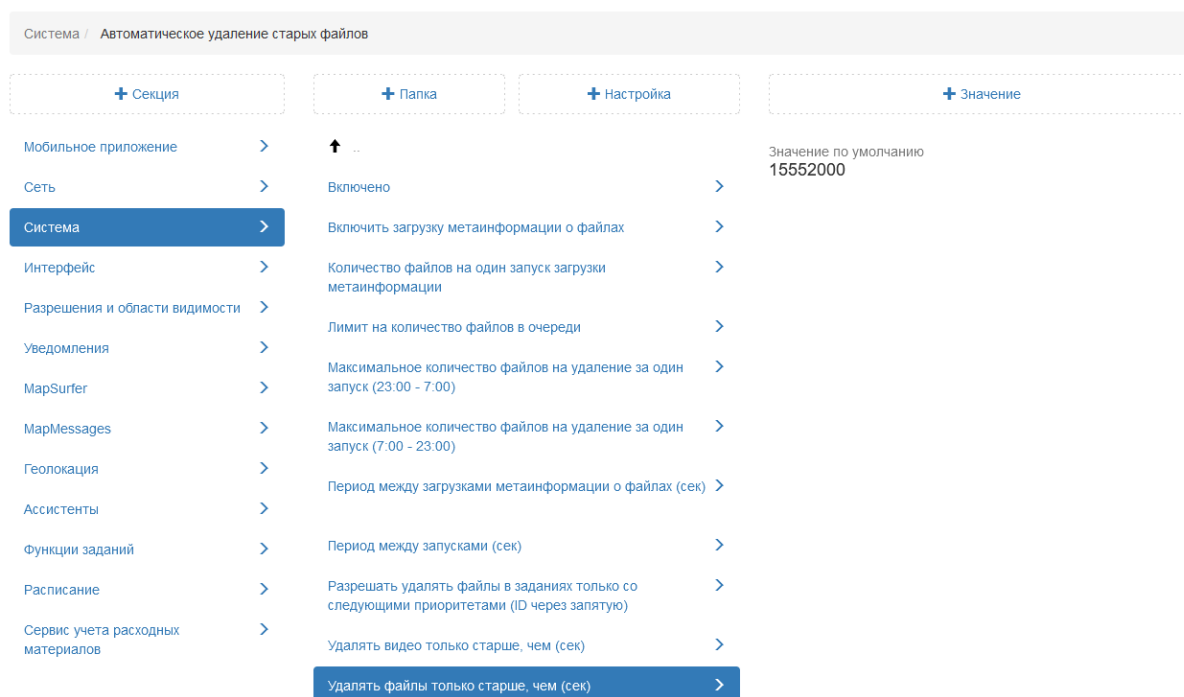 Система / Автоматическое удаление старых файлов
+ Секция
+ Папка
+ Настройка
+ Значение
Мобильное приложение
Сеть
Система
Интерфейс
Разрешения и области видимости
Уведомления
MapSurfer
MapMessages
Геолокация
Ассистенты
Функции заданий
Расписание
Сервис учета расходных
материалов
..
Включено
Включить загрузку метаинформации о файлах
Количество файлов на один запуск загрузки
метаинформации
Лимит на количество файлов в очереди
Максимальное количество файлов на удаление за один
запуск (23:00 - 7:00)
Максимальное количество файлов на удаление за один
запуск (7:00 - 23:00)
Период между загрузками метаинформации о файлах (сек)
Период между запусками (сек)
Разрешать удалять файлы в заданиях только со
следующими приоритетами (ID через запятую)
Удалять видео только старше, чем (сек)
Удалять файлы только старше, чем (сек)
Значение по умолчанию
15552000